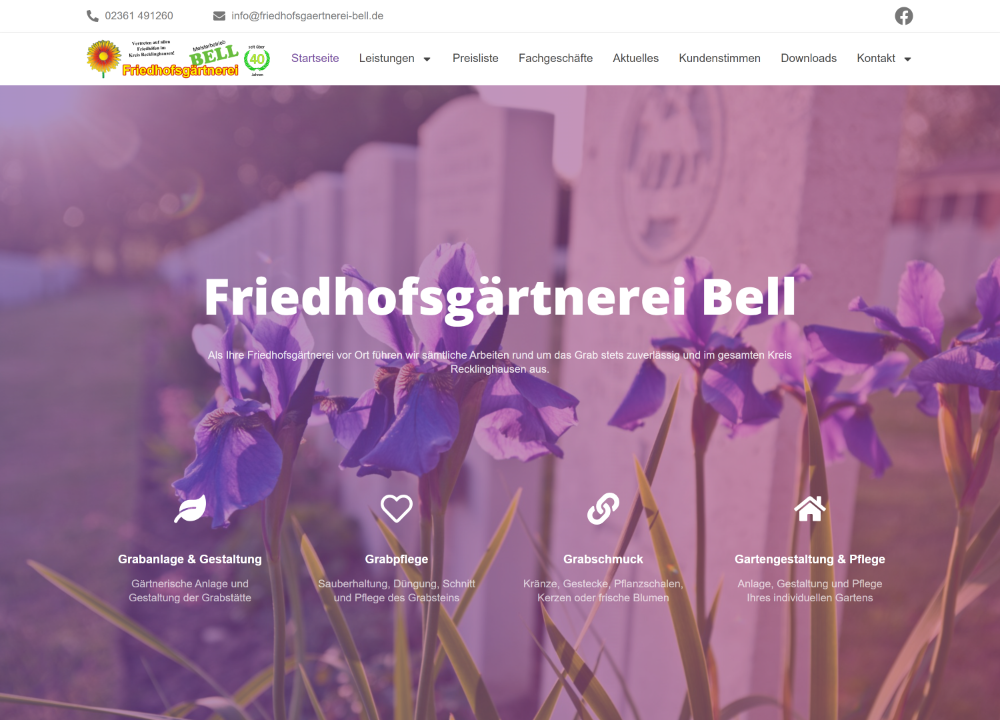 02361 491260
info@friedhofsgaertnerei-bell.de
Vertreten auf allen
Friedhöfen im
Kreis Recklinghausen!
Meisterbetrieb
BELL
Friedhofsgärtnerei
seit über
40
Jahren
Startseite
Leistungen
Preisliste
Fachgeschäfte
Aktuelles
Kundenstimmen
Downloads
Kontakt
Friedhofsgärtnerei Bell
Als Ihre Friedhofsgärtnerei vor Ort führen wir sämtliche Arbeiten rund um das Grab stets zuverlässig und im gesamten Kreis
Recklinghausen aus.
Grabanlage & Gestaltung
Gärtnerische Anlage und
Gestaltung der Grabstätte
Grabpflege
Sauberhaltung, Düngung, Schnitt
und Pflege des Grabsteins
Grabschmuck
Kränze, Gestecke, Pflanzschalen,
Kerzen oder frische Blumen
Gartengestaltung & Pflege
Anlage, Gestaltung und Pflege
Ihres individuellen Gartens